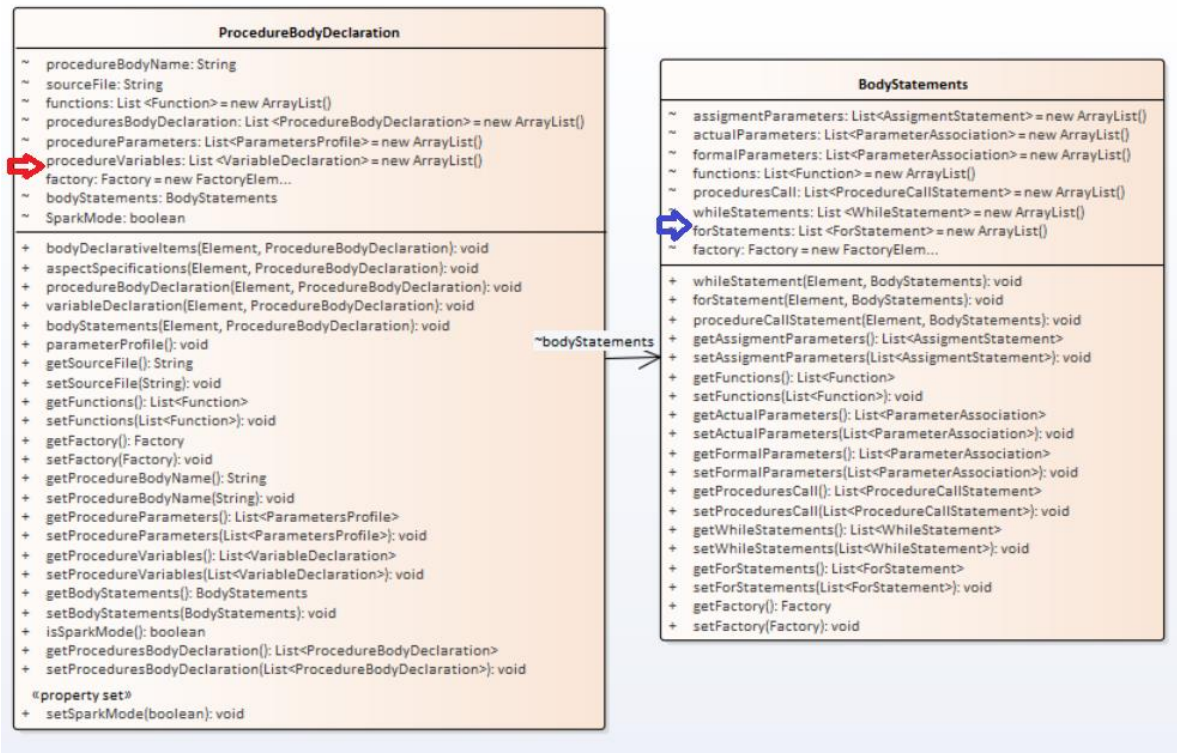 ProcedureBodyDeclaration
~ procedureBodyName: String
~ sourceFile: String
~ functions: List <Function> = new ArrayList()
~ proceduresBodyDeclaration: List <ProcedureBodyDeclaration> = new ArrayList()
~ procedureParameters: List<ParametersProfile> = new ArrayList()
procedureVariables: List <VariableDeclaration> = new ArrayList()
factory: Factory = new FactoryElem...
~ bodyStatements: BodyStatements
~ SparkMode: boolean
+ bodyDeclarativeItems(Element, ProcedureBodyDeclaration): void
+ aspectSpecifications(Element, ProcedureBodyDeclaration): void
+ procedureBodyDeclaration(Element, ProcedureBodyDeclaration): void
+ variableDeclaration(Element, ProcedureBodyDeclaration): void
+ bodyStatements(Element, ProcedureBodyDeclaration): void
+ parameterProfile(): void
+ getSourceFile(): String
+ setSourceFile(String): void
+ getFunctions(): List<Function>
+ setFunctions(List<Function>): void
+ getFactory(): Factory
+ setFactory(Factory): void
+ getProcedureBodyName(): String
+ setProcedureBodyName(String): void
+ getProcedureParameters(): List<ParametersProfile>
+ setProcedureParameters(List<ParametersProfile>): void
+ getProcedureVariables(): List<VariableDeclaration>
+ setProcedureVariables(List<VariableDeclaration>): void
+ getBodyStatements(): BodyStatements
+ setBodyStatements(BodyStatements): void
+ isSparkMode(): boolean
+ getProceduresBodyDeclaration(): List<ProcedureBodyDeclaration>
+ setProceduresBodyDeclaration(List<ProcedureBodyDeclaration>): void
«property set»
+ setSparkMode(boolean): void
~bodyStatements
BodyStatements
~ assigmentParameters: List<AssigmentStatement> = new ArrayList()
~ actualParameters: List<ParameterAssociation> = new ArrayList()
~ formalParameters: List<ParameterAssociation> = new ArrayList()
~ functions: List<Function> = new ArrayList()
~ proceduresCall: List<ProcedureCallStatement> = new ArrayList()
~ whileStatements: List <WhileStatement> = new ArrayList()
forStatements: List <ForStatement> = new ArrayList()
~ factory: Factory = new FactoryElem...
+ whileStatement(Element, BodyStatements): void
+ forStatement(Element, BodyStatements): void
+ procedureCallStatement(Element, BodyStatements): void
+ getAssigmentParameters(): List<AssigmentStatement>
+ setAssigmentParameters(List<AssigmentStatement>): void
+ getFunctions(): List<Function>
+ setFunctions(List<Function>): void
+ getActualParameters(): List<ParameterAssociation>
+ setActualParameters(List<ParameterAssociation>): void
+ getFormalParameters(): List<ParameterAssociation>
+ setFormalParameters(List<ParameterAssociation>): void
+ getProceduresCall(): List<ProcedureCallStatement>
+ setProceduresCall(List<ProcedureCallStatement>): void
+ getWhileStatements(): List<WhileStatement>
+ setWhileStatements(List<WhileStatement>): void
+ getForStatements(): List<ForStatement>
+ setForStatements(List<ForStatement>): void
+ getFactory(): Factory
+ setFactory(Factory): void